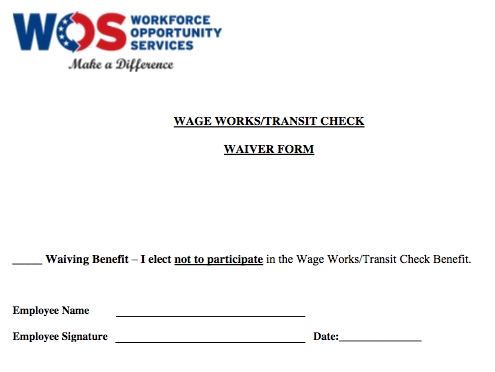 WOS WORKFORCE
OPPORTUNITY
SERVICES
Make a Difference
WAGE WORKS/TRANSIT CHECK
WAIVER FORM
_____ Waiving Benefit – I elect not to participate in the Wage Works/Transit Check Benefit.
Employee Name ______________________________
Employee Signature ______________________________ Date:______________